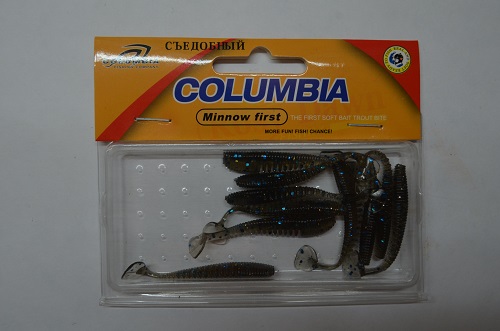 СЪЕДОБНЫЙ
COLUMBIA
Minnow first
THE FIRST SOFT BAIT TROUT BITE
MORE FUN! FISH! CHANCE!